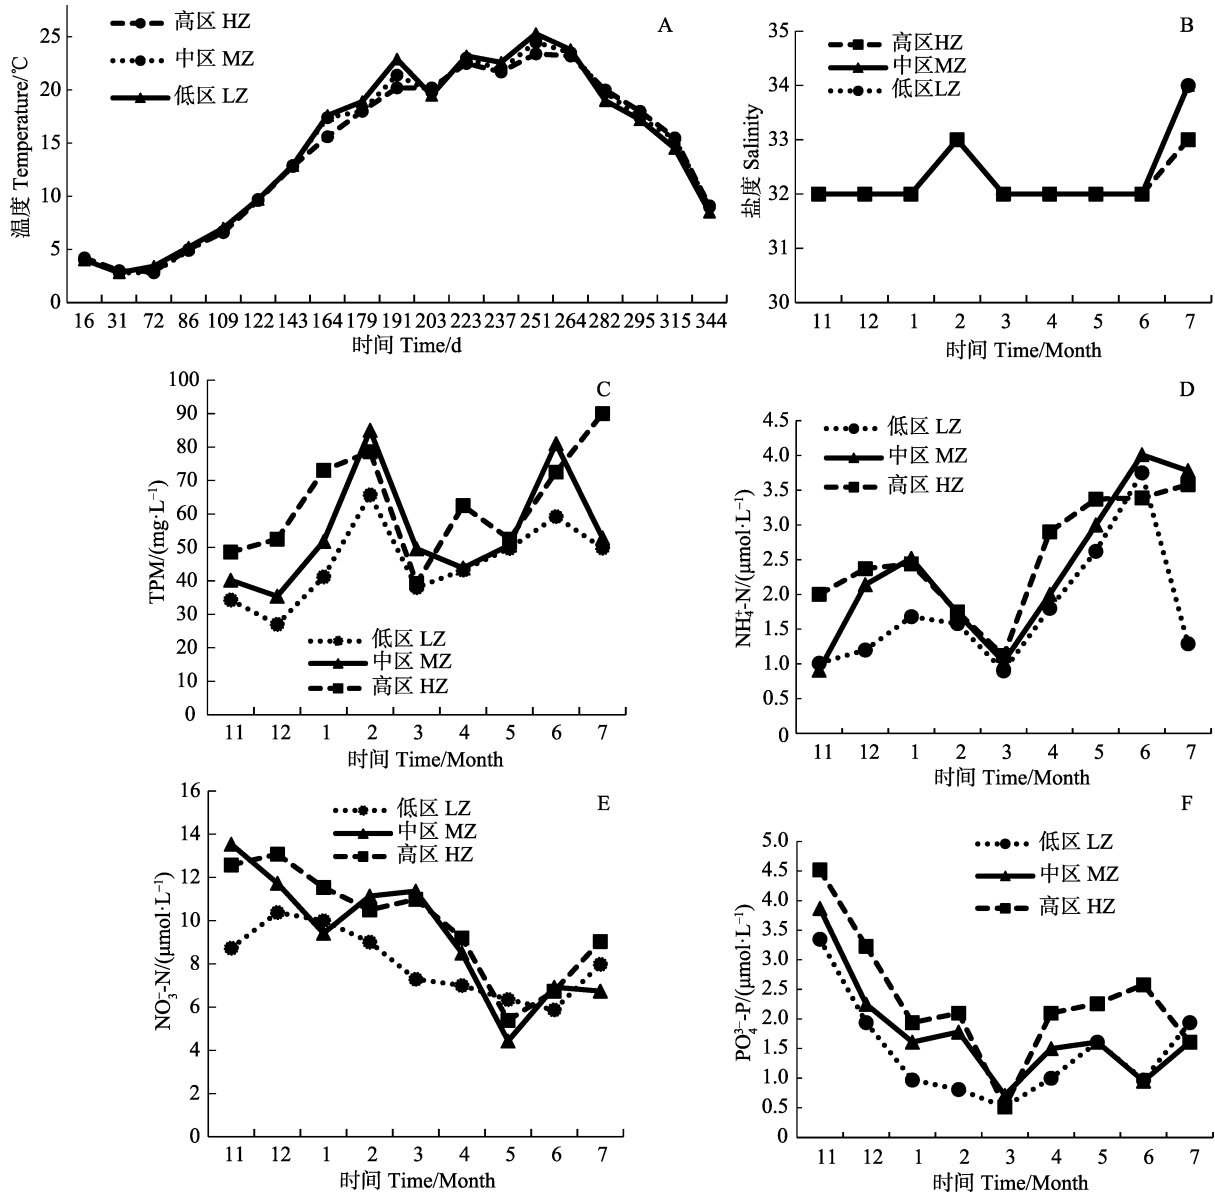 A
高区 HZ
中区 MZ
低区 LZ
温度 Temperature/℃
25
20
15
10
5
0
16 31 72 86 109 122 143 164 179 191 203 223 237 251 264 282 295 315 344
时间 Time/d
B
高区HZ
中区MZ
低区LZ
盐度 Salinity
35
34
33
32
31
30
11 12 1 2 3 4 5 6 7
时间 Time/Month
C
TPM/(mg·L⁻¹)
100
90
80
70
60
50
40
30
20
10
0
低区 LZ
中区 MZ
高区 HZ
11 12 1 2 3 4 5 6 7
时间 Time/Month
D
低区 LZ
中区 MZ
高区 HZ
NH₄⁺-N/(μmol·L⁻¹)
4.5
4.0
3.5
3.0
2.5
2.0
1.5
1.0
0.5
0
11 12 1 2 3 4 5 6 7
时间 Time/Month
E
低区 LZ
中区 MZ
高区 HZ
NO₃⁻-N/(μmol·L⁻¹)
16
14
12
10
8
6
4
2
0
11 12 1 2 3 4 5 6 7
时间 Time/Month
F
低区 LZ
中区 MZ
高区 HZ
PO₄³⁻-P/(μmol·L⁻¹)
5.0
4.5
4.0
3.5
3.0
2.5
2.0
1.5
1.0
0.5
0
11 12 1 2 3 4 5 6 7
时间 Time/Month